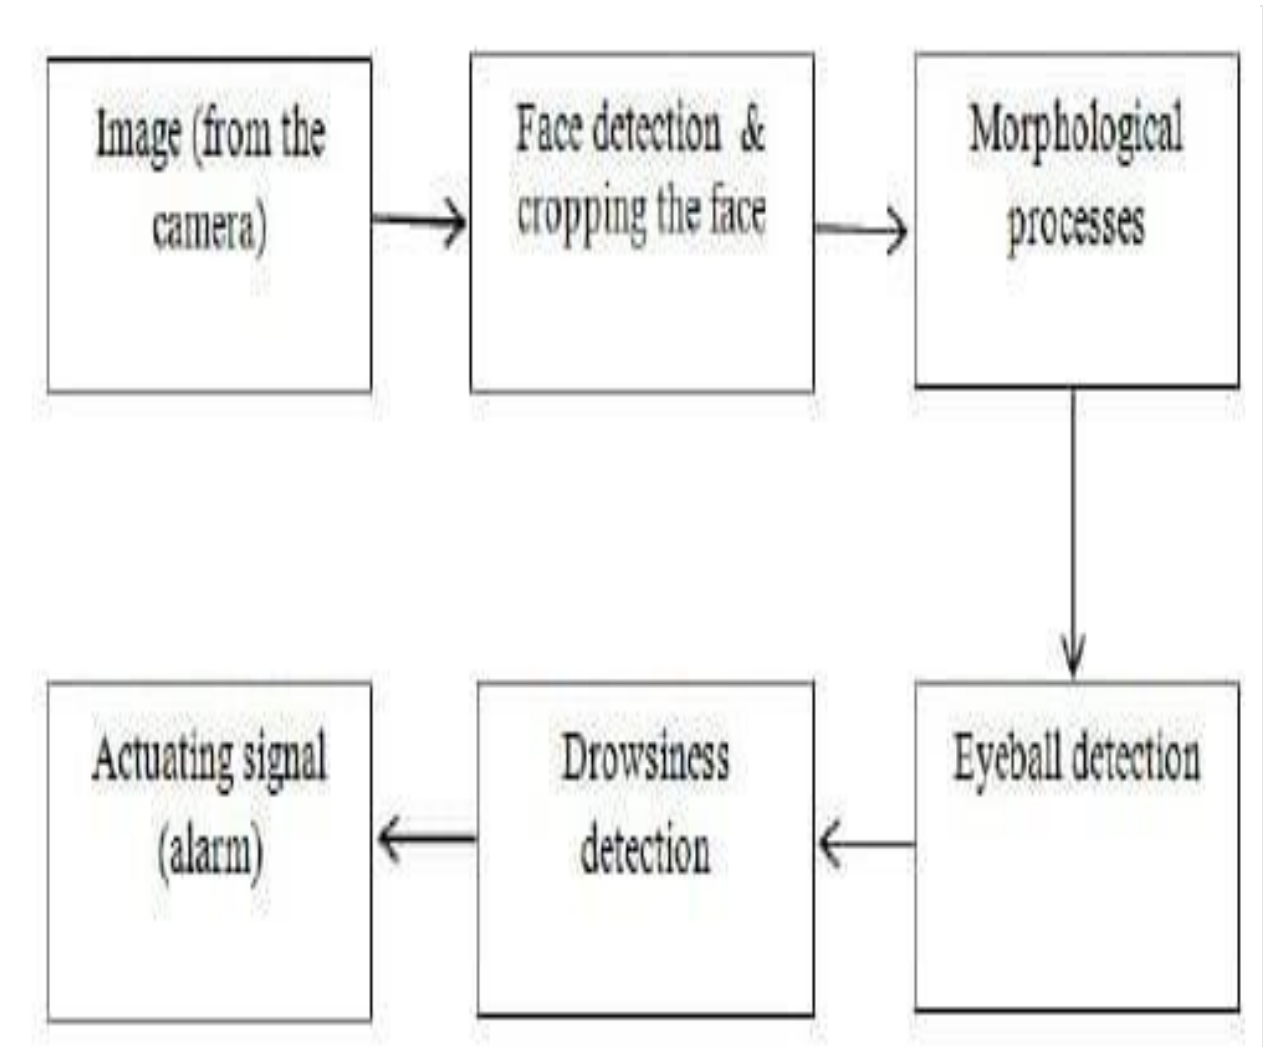 Image (from the
camera)
Face detection &
cropping the face
Morphological
processes
Eyeball detection
Drowsiness
detection
Actuating signal
(alarm)